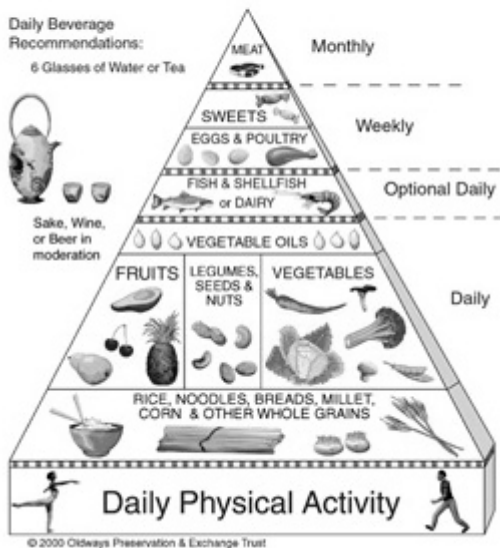 Daily Beverage
Recommendations:
6 Glasses of Water or Tea
Sake, Wine,
or Beer in
moderation
MEAT
Monthly
SWEETS
Weekly
EGGS & POULTRY
FISH & SHELLFISH
or DAIRY
Optional Daily
VEGETABLE OILS
FRUITS
LEGUMES,
SEEDS &
NUTS
VEGETABLES
Daily
RICE, NOODLES, BREADS, MILLET,
CORN & OTHER WHOLE GRAINS
Daily Physical Activity
© 2000 Oldways Preservation & Exchange Trust